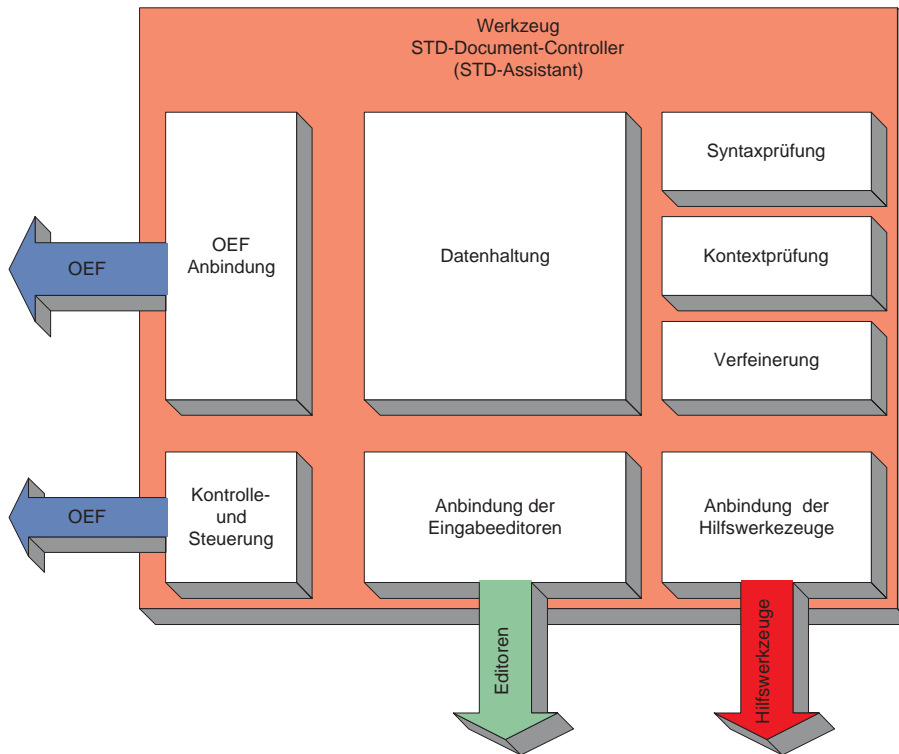 Werkzeug
STD-Document-Controller
(STD-Assistant)
OEF
Anbindung
Datenhaltung
Syntaxprüfung
Kontextprüfung
Verfeinerung
OEF
Kontrolle-
und
Steuerung
Anbindung der
Eingabeeditoren
Anbindung der
Hilfswerkezeuge
OEF
Editoren
Hilfswerkzeuge